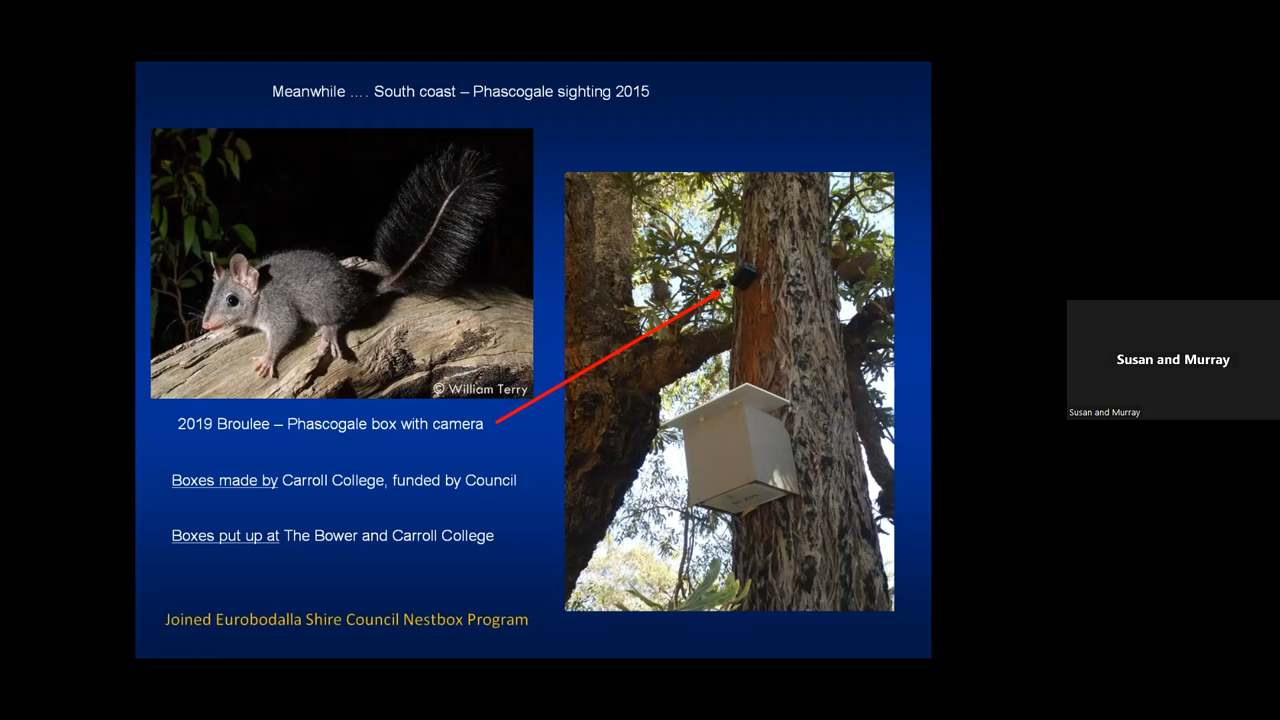 Meanwhile .... South coast – Phascogale sighting 2015
© William Terry
2019 Broulee – Phascogale box with camera
Boxes made by Carroll College, funded by Council
Boxes put up at The Bower and Carroll College
Joined Eurobodalla Shire Council Nestbox Program
Susan and Murray
Susan and Murray